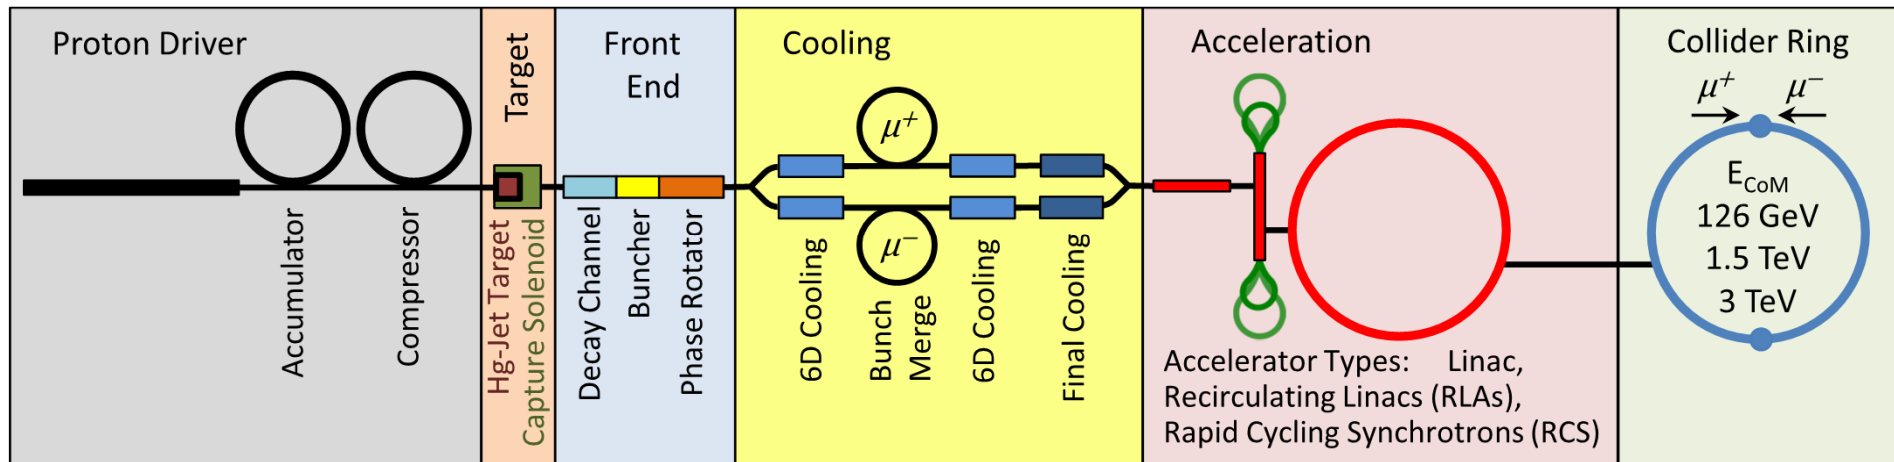 Proton Driver
Accumulator
Compressor
Target
Hg-Jet Target
Capture Solenoid
Front
End
Decay Channel
Buncher
Phase Rotator
Cooling
μ⁺
μ⁻
6D Cooling
Bunch
Merge
6D Cooling
Final Cooling
Acceleration
Accelerator Types: Linac,
Recirculating Linacs (RLAs),
Rapid Cycling Synchrotrons (RCS)
Collider Ring
μ⁺ μ⁻
E_CoM
126 GeV
1.5 TeV
3 TeV